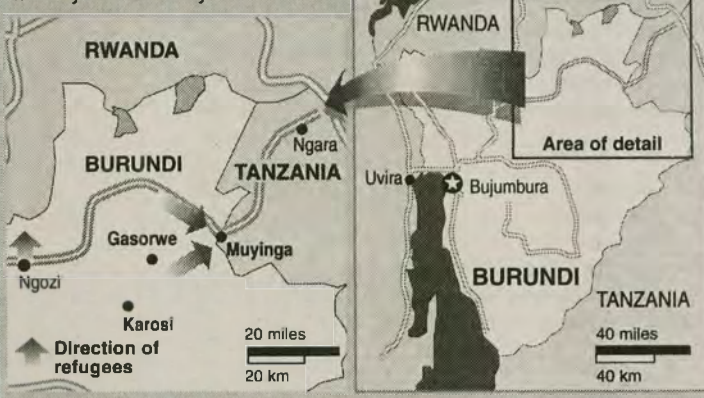 RWANDA
BURUNDI
Ngara
TANZANIA
Gasorwe
Muyinga
Ngozi
Karosi
Direction of
refugees
20 miles
20 km
RWANDA
Area of detail
Uvira
Bujumbura
BURUNDI
TANZANIA
40 miles
40 km